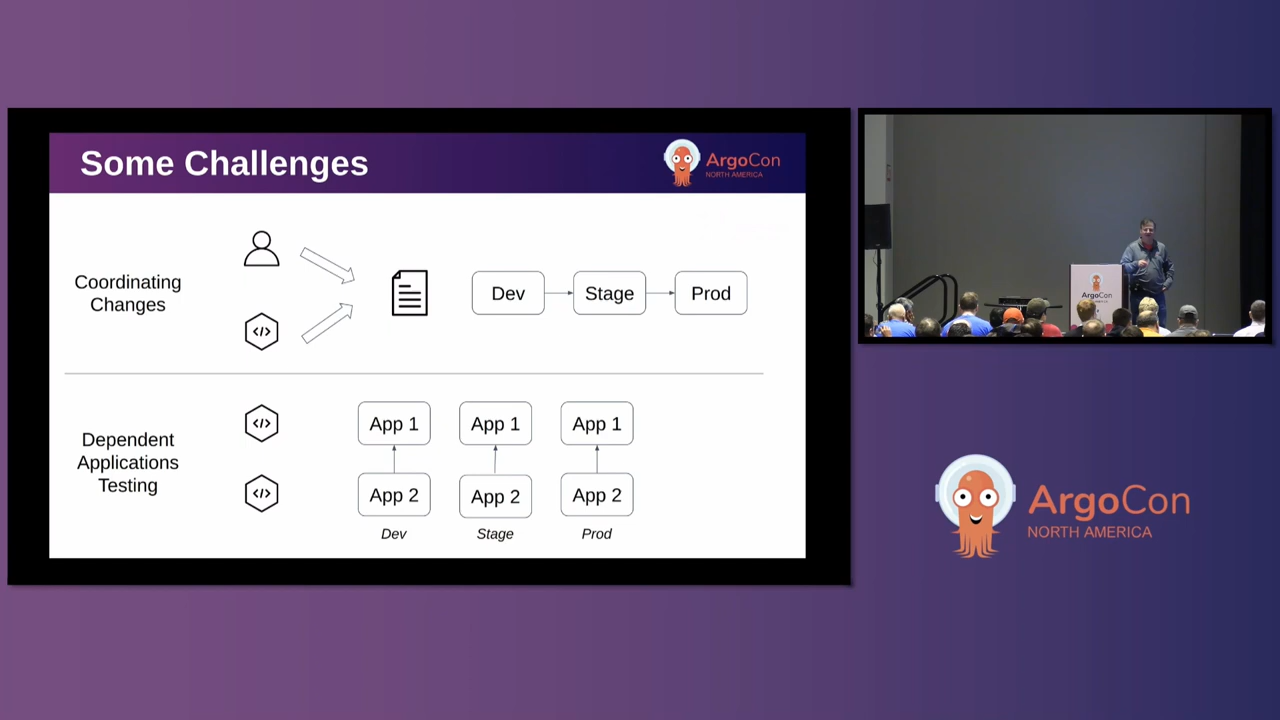 Some Challenges
ArgoCon
NORTH AMERICA
Coordinating
Changes
</>
Dev
Stage
Prod
Dependent
Applications
Testing
</>
</>
App 1
App 1
App 1
App 2
App 2
App 2
Dev
Stage
Prod
ArgoCon
ArgoCon
NORTH AMERICA